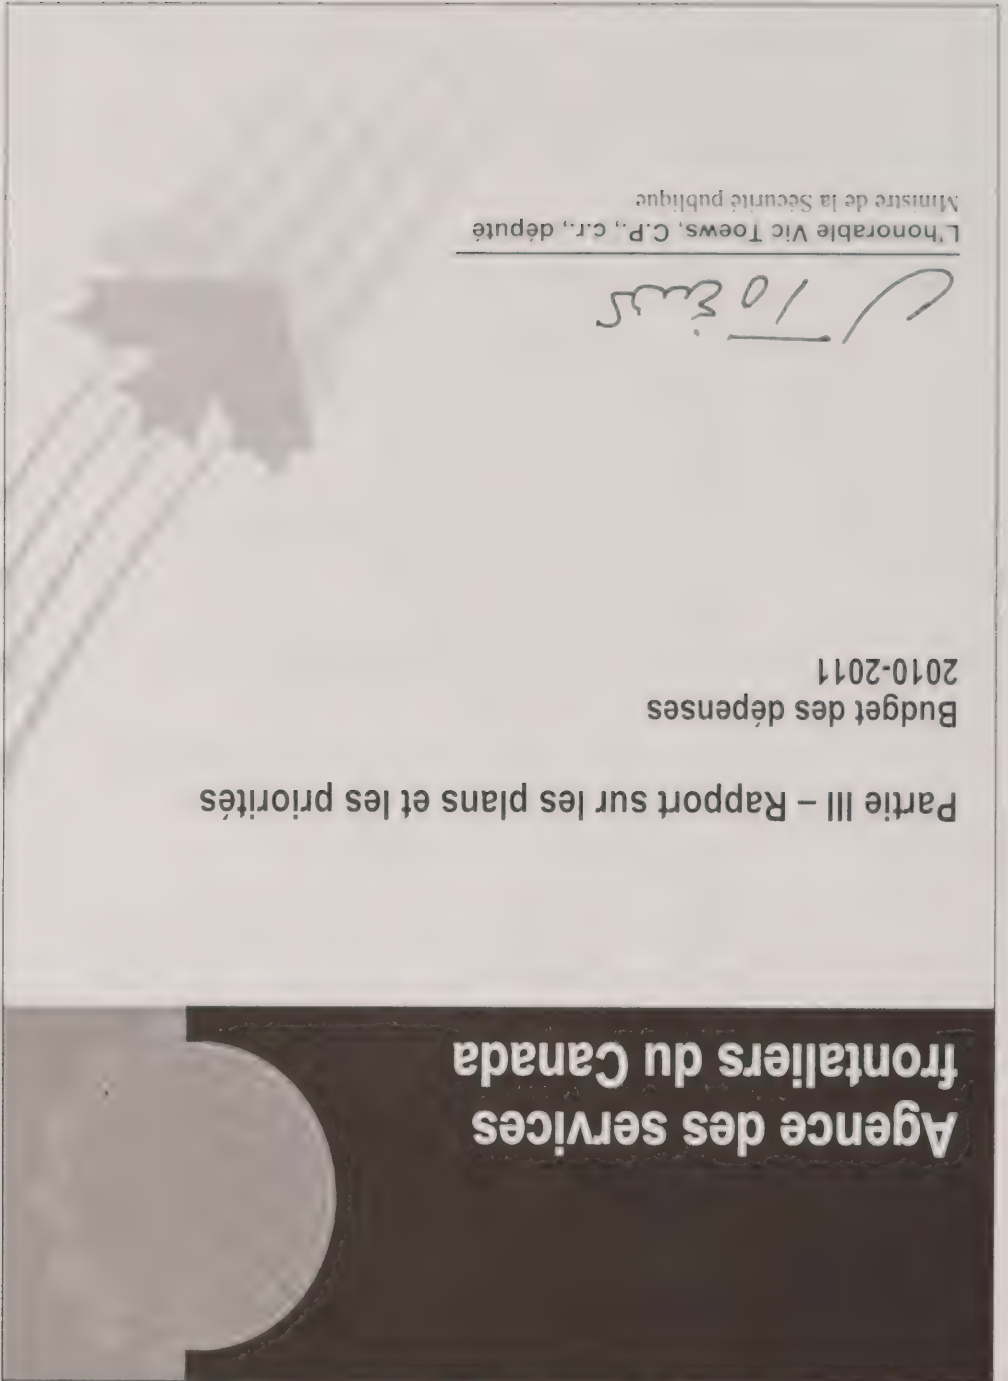 Agence des services
frontaliers du Canada
Partie III – Rapport sur les plans et les priorités
Budget des dépenses
2010-2011
V Toews
L'honorable Vic Toews, C.P., c.r., député
Ministre de la Sécurité publique